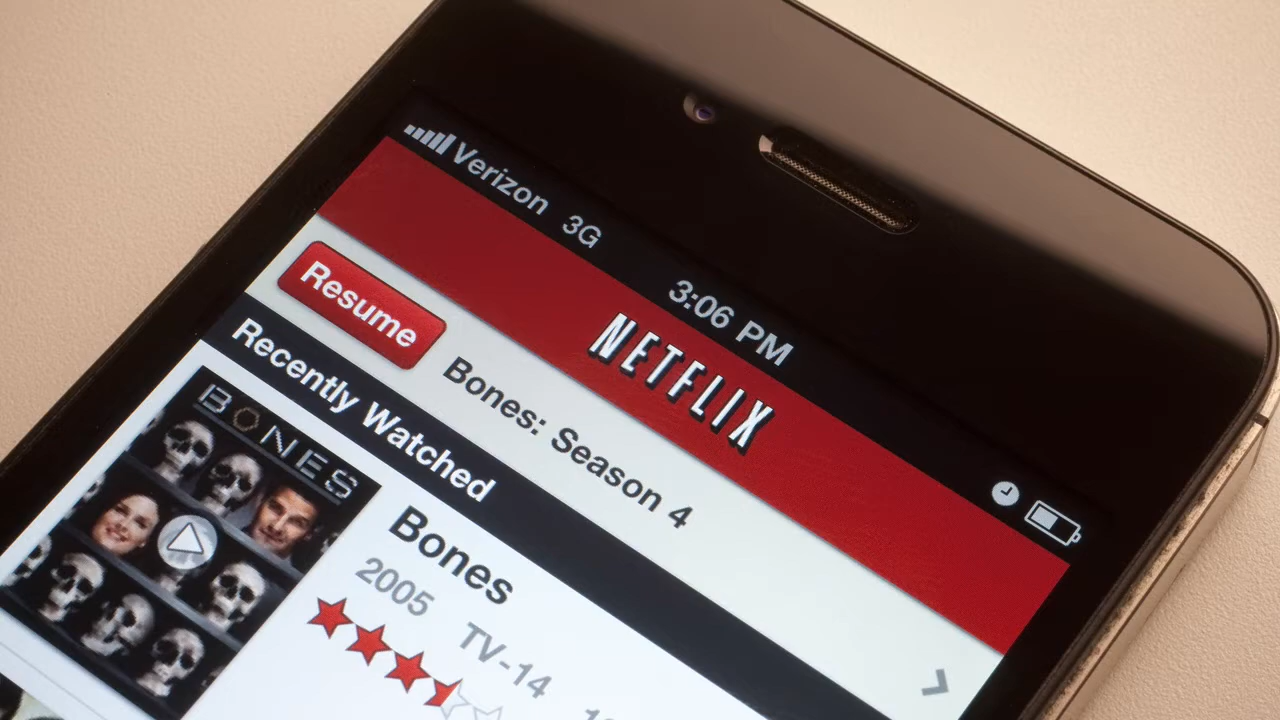 Verizon 3G 3:06 PM
NETFLIX
Resume Bones: Season 4
Recently Watched
BONES
Bones
2005 TV-14